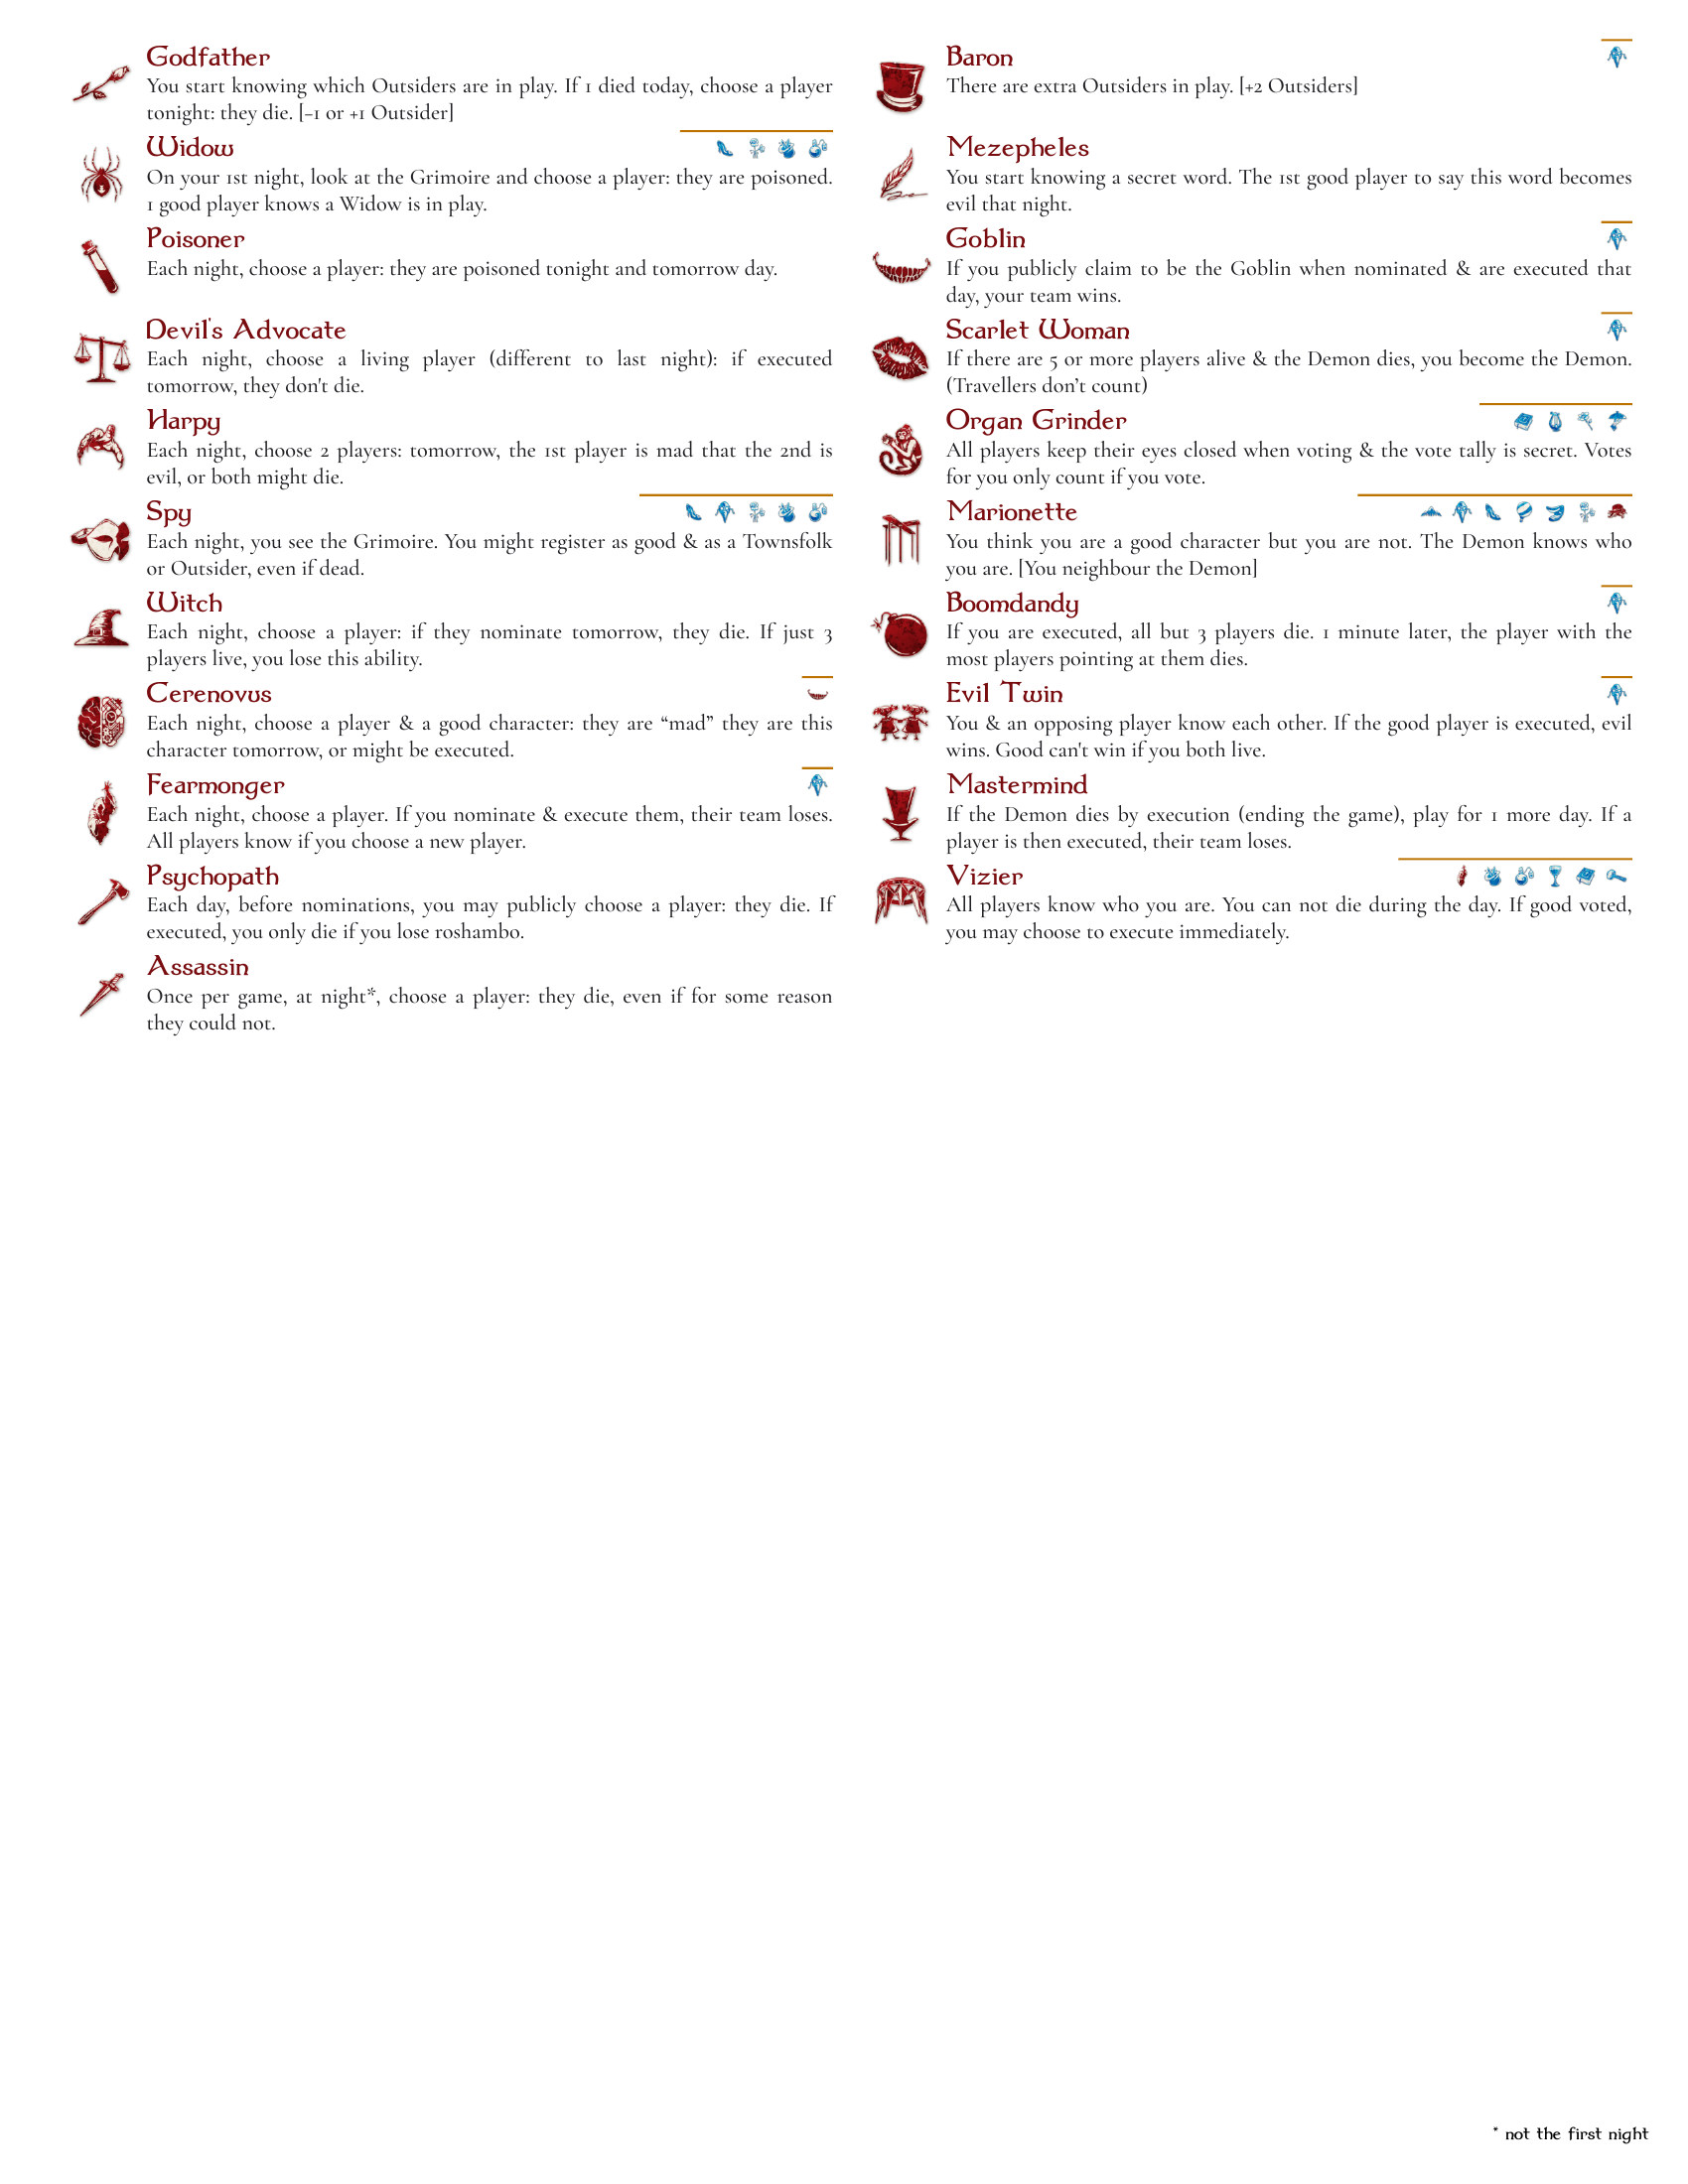 Godfather
You start knowing which Outsiders are in play. If 1 died today, choose a player
tonight: they die. [−1 or +1 Outsider]
Widow
On your 1st night, look at the Grimoire and choose a player: they are poisoned.
1 good player knows a Widow is in play.
Poisoner
Each night, choose a player: they are poisoned tonight and tomorrow day.
Devil's Advocate
Each night, choose a living player (different to last night): if executed
tomorrow, they don't die.
Harpy
Each night, choose 2 players: tomorrow, the 1st player is mad that the 2nd is
evil, or both might die.
Spy
Each night, you see the Grimoire. You might register as good & as a Townsfolk
or Outsider, even if dead.
Witch
Each night, choose a player: if they nominate tomorrow, they die. If just 3
players live, you lose this ability.
Cerenovus
Each night, choose a player & a good character: they are “mad” they are this
character tomorrow, or might be executed.
Fearmonger
Each night, choose a player. If you nominate & execute them, their team loses.
All players know if you choose a new player.
Psychopath
Each day, before nominations, you may publicly choose a player: they die. If
executed, you only die if you lose roshambo.
Assassin
Once per game, at night*, choose a player: they die, even if for some reason
they could not.
Baron
There are extra Outsiders in play. [+2 Outsiders]
Mezepheles
You start knowing a secret word. The 1st good player to say this word becomes
evil that night.
Goblin
If you publicly claim to be the Goblin when nominated & are executed that
day, your team wins.
Scarlet Woman
If there are 5 or more players alive & the Demon dies, you become the Demon.
(Travellers don’t count)
Organ Grinder
All players keep their eyes closed when voting & the vote tally is secret. Votes
for you only count if you vote.
Marionette
You think you are a good character but you are not. The Demon knows who
you are. [You neighbour the Demon]
Boomdandy
If you are executed, all but 3 players die. 1 minute later, the player with the
most players pointing at them dies.
Evil Twin
You & an opposing player know each other. If the good player is executed, evil
wins. Good can't win if you both live.
Mastermind
If the Demon dies by execution (ending the game), play for 1 more day. If a
player is then executed, their team loses.
Vizier
All players know who you are. You can not die during the day. If good voted,
you may choose to execute immediately.
* not the first night